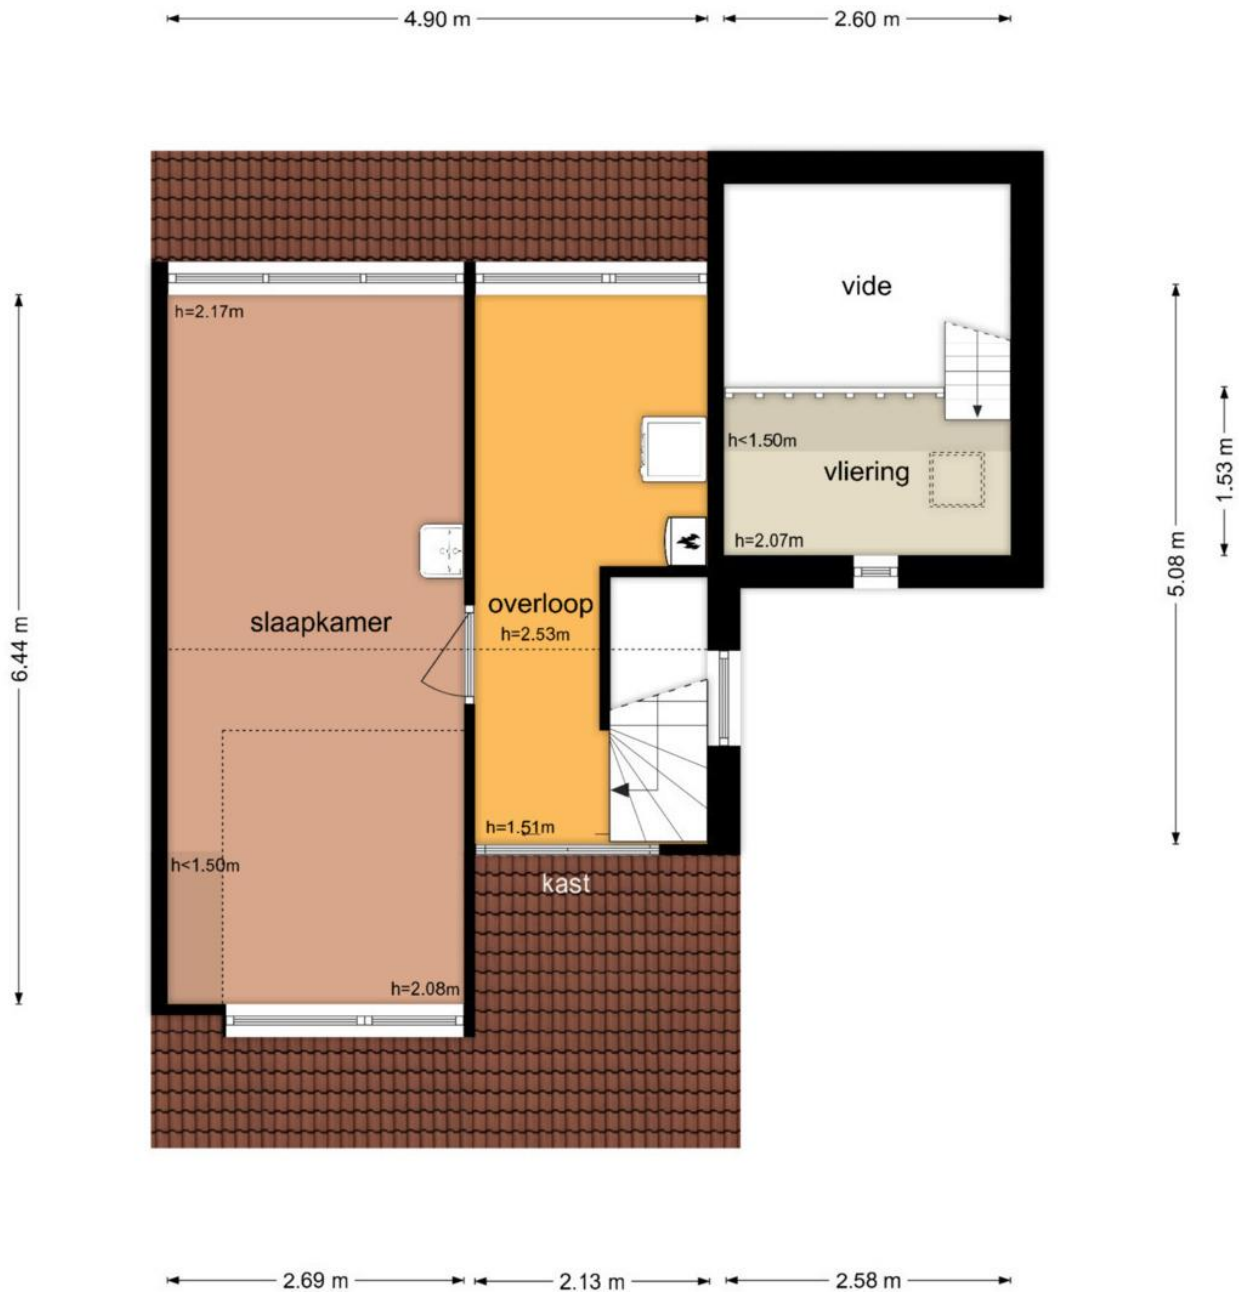 4.90 m
2.60 m
h=2.17m
vide
h<1.50m
vliering
h=2.07m
1.53 m
5.08 m
6.44 m
slaapkamer
overloop
h=2.53m
h=1.51m
h<1.50m
kast
h=2.08m
2.69 m
2.13 m
2.58 m